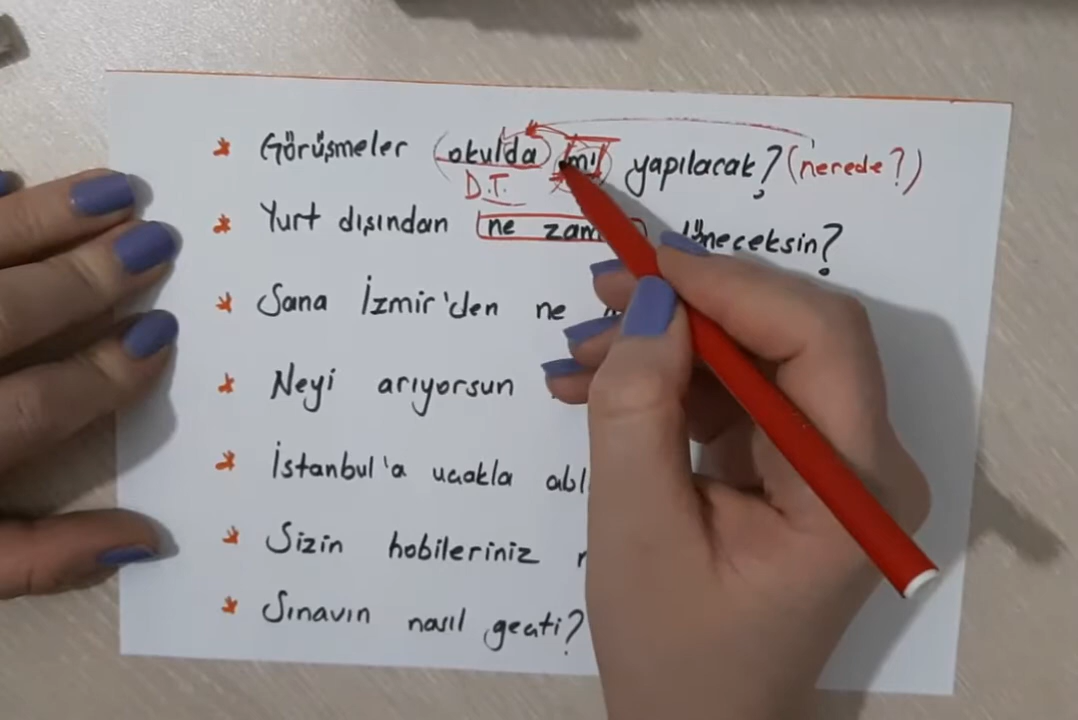 Görüşmeler (okulda) mı yapılacak? (nerede?)
D.T.
Yurt dışından ne döneceksin?
Sana İzmir'den ne
Neyi arıyorsun
İstanbul'a uçakla
Sizin hobileriniz
Sınavın nasıl geçti?